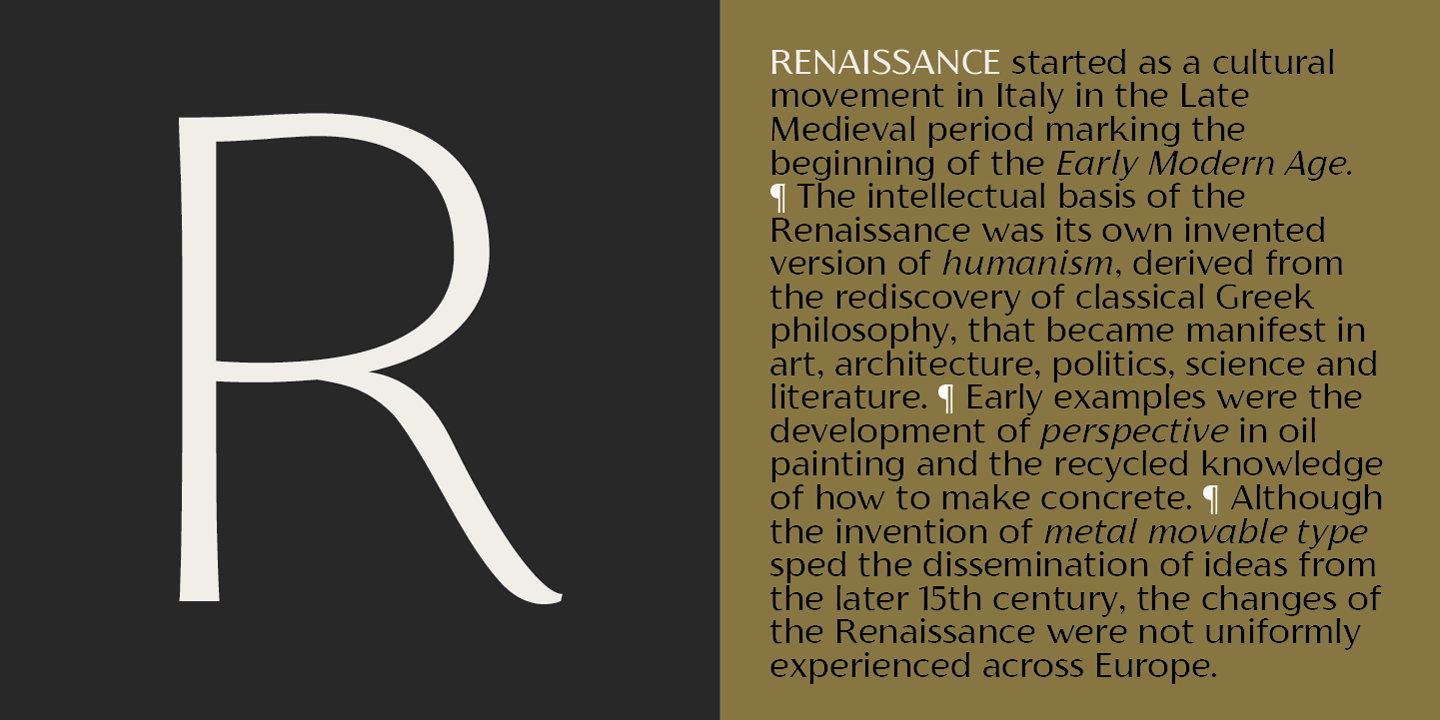 R
RENAISSANCE started as a cultural
movement in Italy in the Late
Medieval period marking the
beginning of the Early Modern Age.
¶ The intellectual basis of the
Renaissance was its own invented
version of humanism, derived from
the rediscovery of classical Greek
philosophy, that became manifest in
art, architecture, politics, science and
literature. ¶ Early examples were the
development of perspective in oil
painting and the recycled knowledge
of how to make concrete. ¶ Although
the invention of metal movable type
sped the dissemination of ideas from
the later 15th century, the changes of
the Renaissance were not uniformly
experienced across Europe.